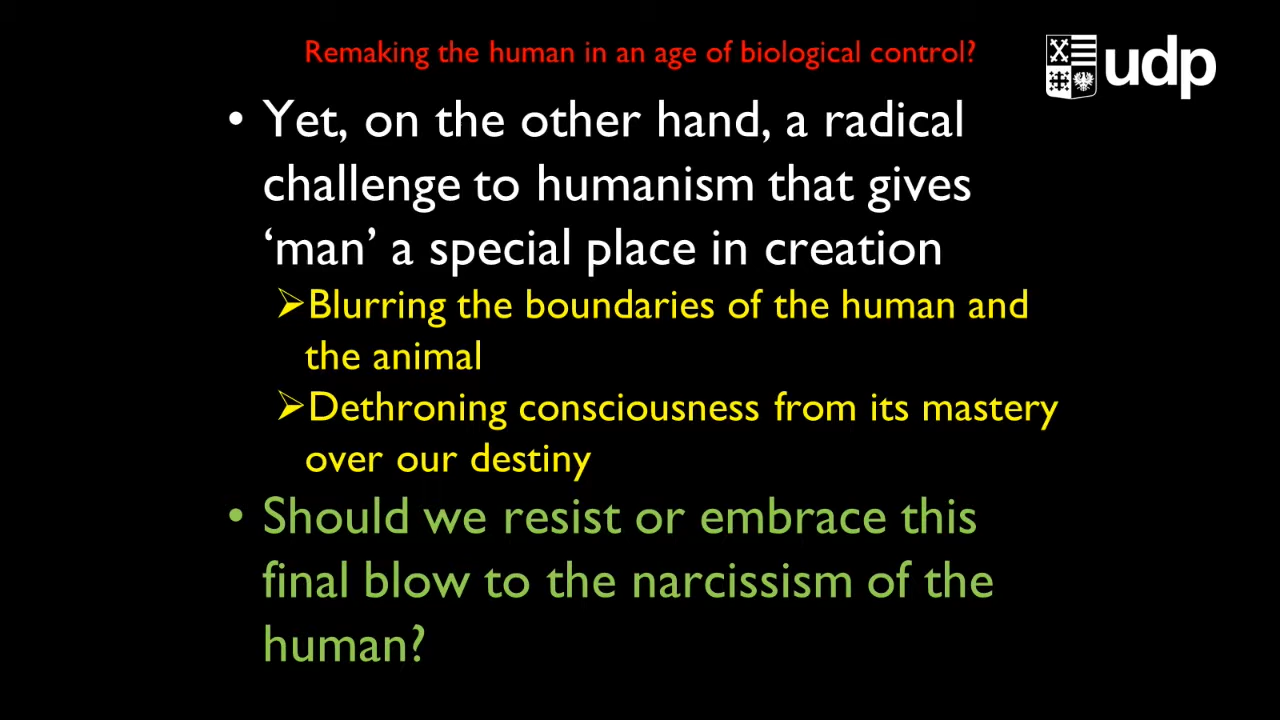 Remaking the human in an age of biological control?
udp
• Yet, on the other hand, a radical
challenge to humanism that gives
‘man’ a special place in creation
➢Blurring the boundaries of the human and
the animal
➢Dethroning consciousness from its mastery
over our destiny
• Should we resist or embrace this
final blow to the narcissism of the
human?